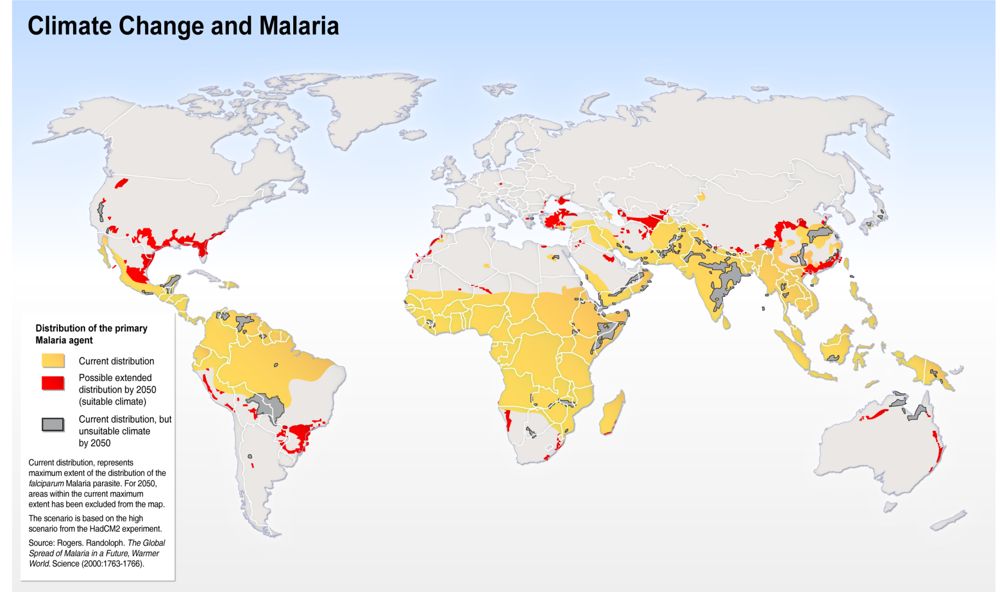 Climate Change and Malaria
Distribution of the primary
Malaria agent
Current distribution
Possible extended
distribution by 2050
(suitable climate)
Current distribution, but
unsuitable climate
by 2050
Current distribution, represents
maximum extent of the distribution of the
falciparum Malaria parasite. For 2050,
areas within the current maximum
extent has been excluded from the map.
The scenario is based on the high
scenario from the HadCM2 experiment.
Source: Rogers. Randoloph. The Global
Spread of Malaria in a Future, Warmer
World. Science (2000:1763-1766).